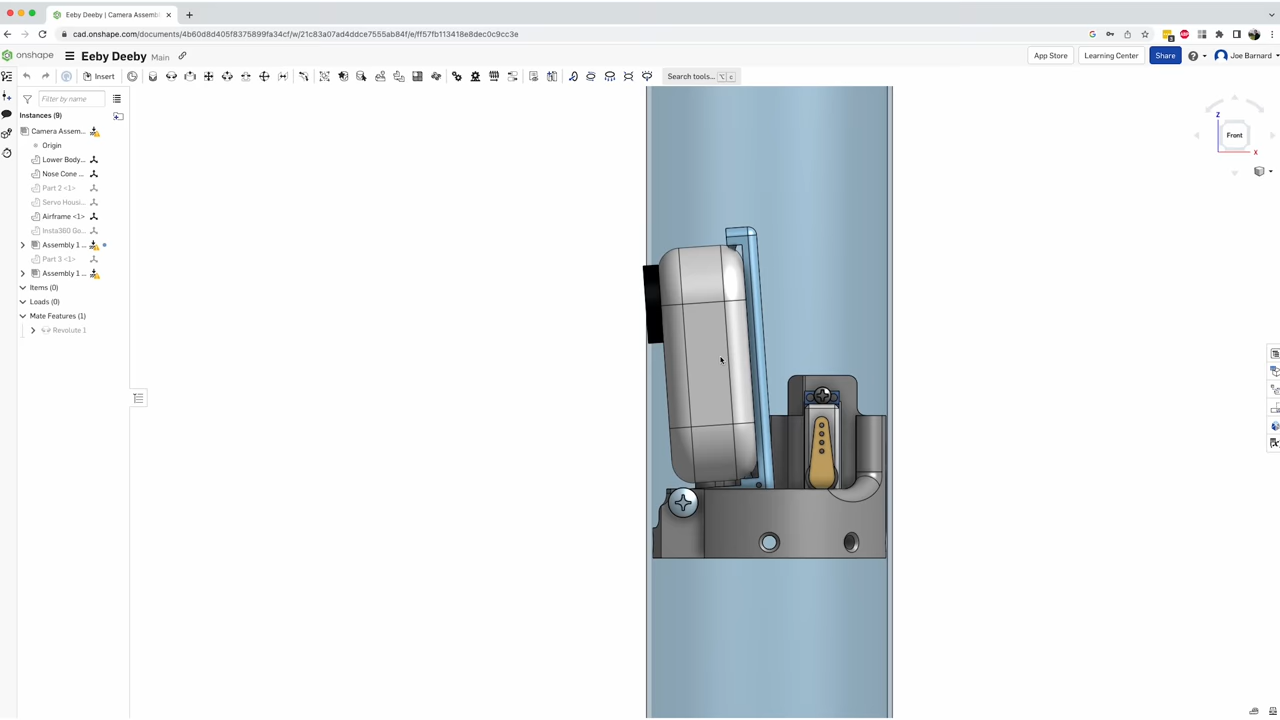 Eeby Deeby | Camera Assembl
cad.onshape.com/documents/4b60d8d405f8375899fa34cf/w/21c83a07ad4ddce7555ab84f/e/ff57fb113418e8dec0c9cc3e
onshape Eeby Deeby Main App Store Learning Center Share Joe Barnard
Insert Search tools... ⌥ c
Filter by name
Instances (9)
Camera Assem...
Origin
Lower Body...
Nose Cone ...
Part 2 <1>
Servo Housi...
Airframe <1>
Insta360 Go...
Assembly 1 ...
Part 3 <1>
Assembly 1 ...
Items (0)
Loads (0)
Mate Features (1)
Revolute 1
Z
Front
X